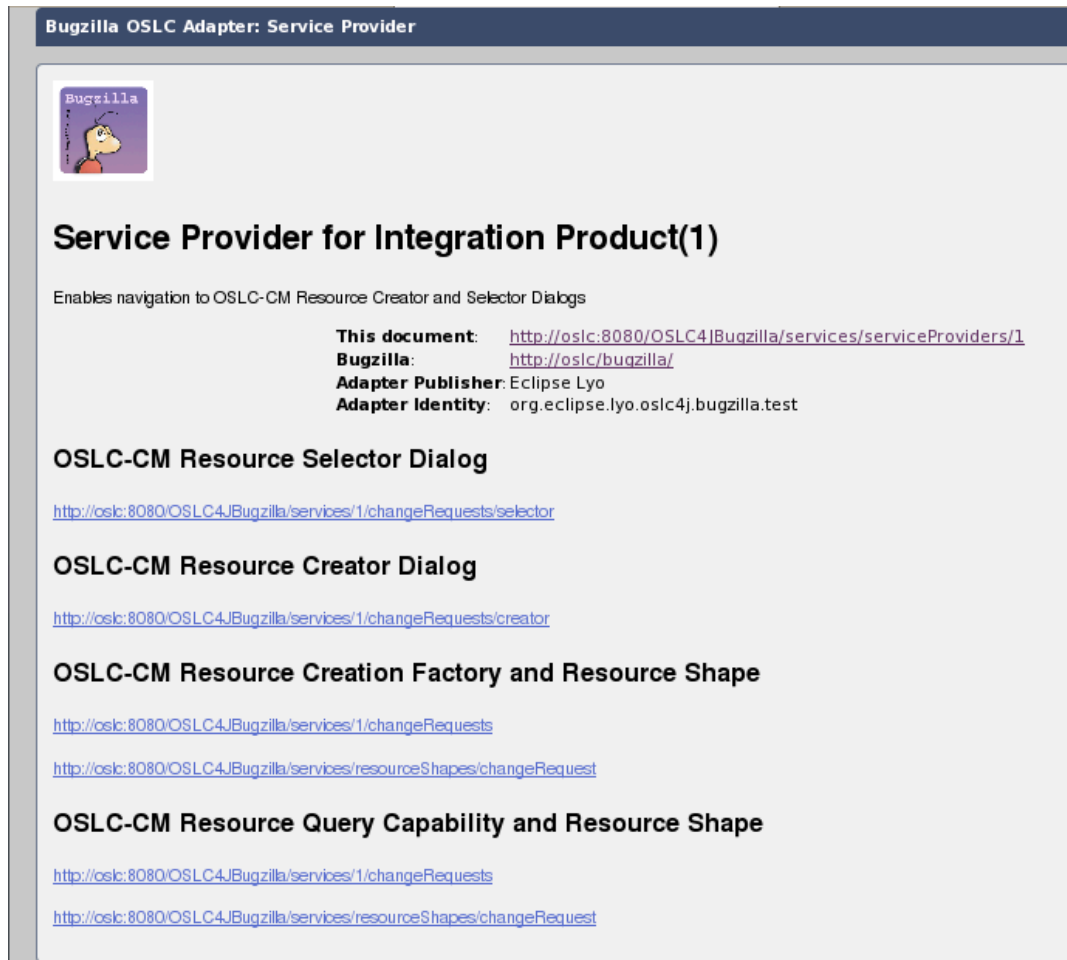 Bugzilla OSLC Adapter: Service Provider
Bugzilla
Service Provider for Integration Product(1)
Enables navigation to OSLC-CM Resource Creator and Selector Dialogs
This document: http://oslc:8080/OSLC4JBugzilla/services/serviceProviders/1
Bugzilla: http://oslc/bugzilla/
Adapter Publisher: Eclipse Lyo
Adapter Identity: org.eclipse.lyo.oslc4j.bugzilla.test
OSLC-CM Resource Selector Dialog
http://oslc:8080/OSLC4JBugzilla/services/1/changeRequests/selector
OSLC-CM Resource Creator Dialog
http://oslc:8080/OSLC4JBugzilla/services/1/changeRequests/creator
OSLC-CM Resource Creation Factory and Resource Shape
http://oslc:8080/OSLC4JBugzilla/services/1/changeRequests
http://oslc:8080/OSLC4JBugzilla/services/resourceShapes/changeRequest
OSLC-CM Resource Query Capability and Resource Shape
http://oslc:8080/OSLC4JBugzilla/services/1/changeRequests
http://oslc:8080/OSLC4JBugzilla/services/resourceShapes/changeRequest